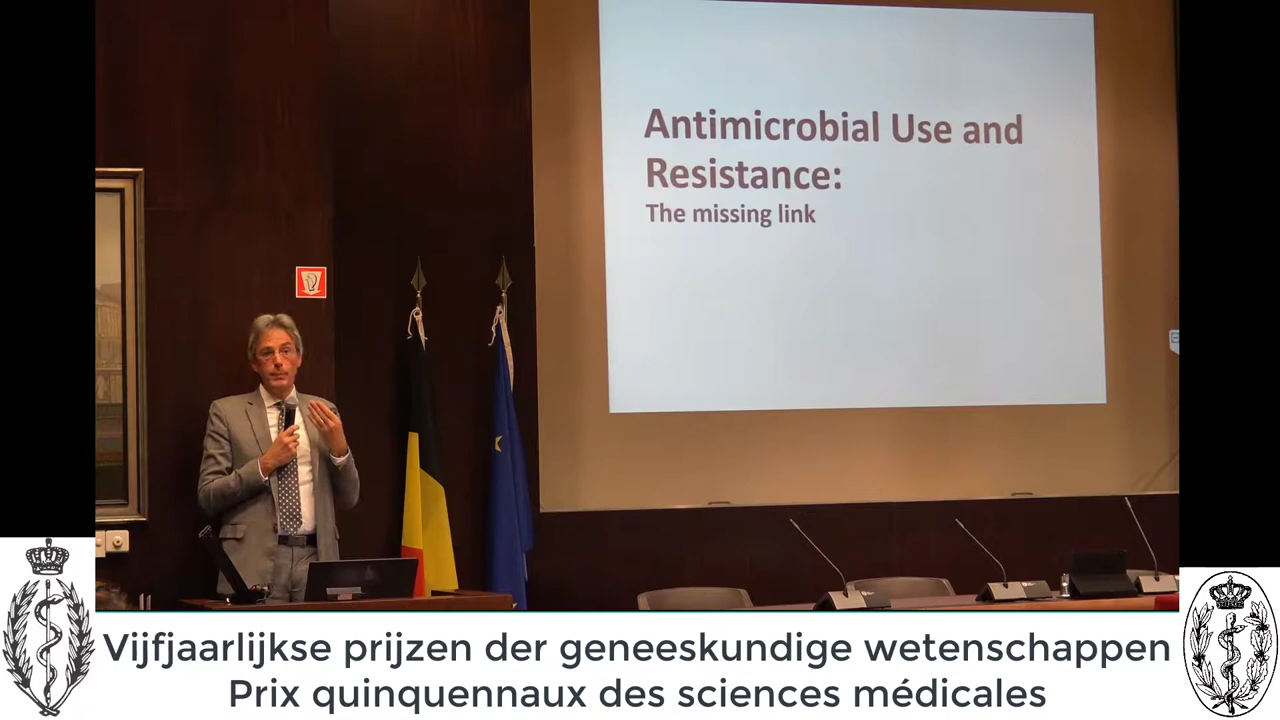 Antimicrobial Use and
Resistance:
The missing link
Vijfjaarlijkse prijzen der geneeskundige wetenschappen
Prix quinquennaux des sciences médicales